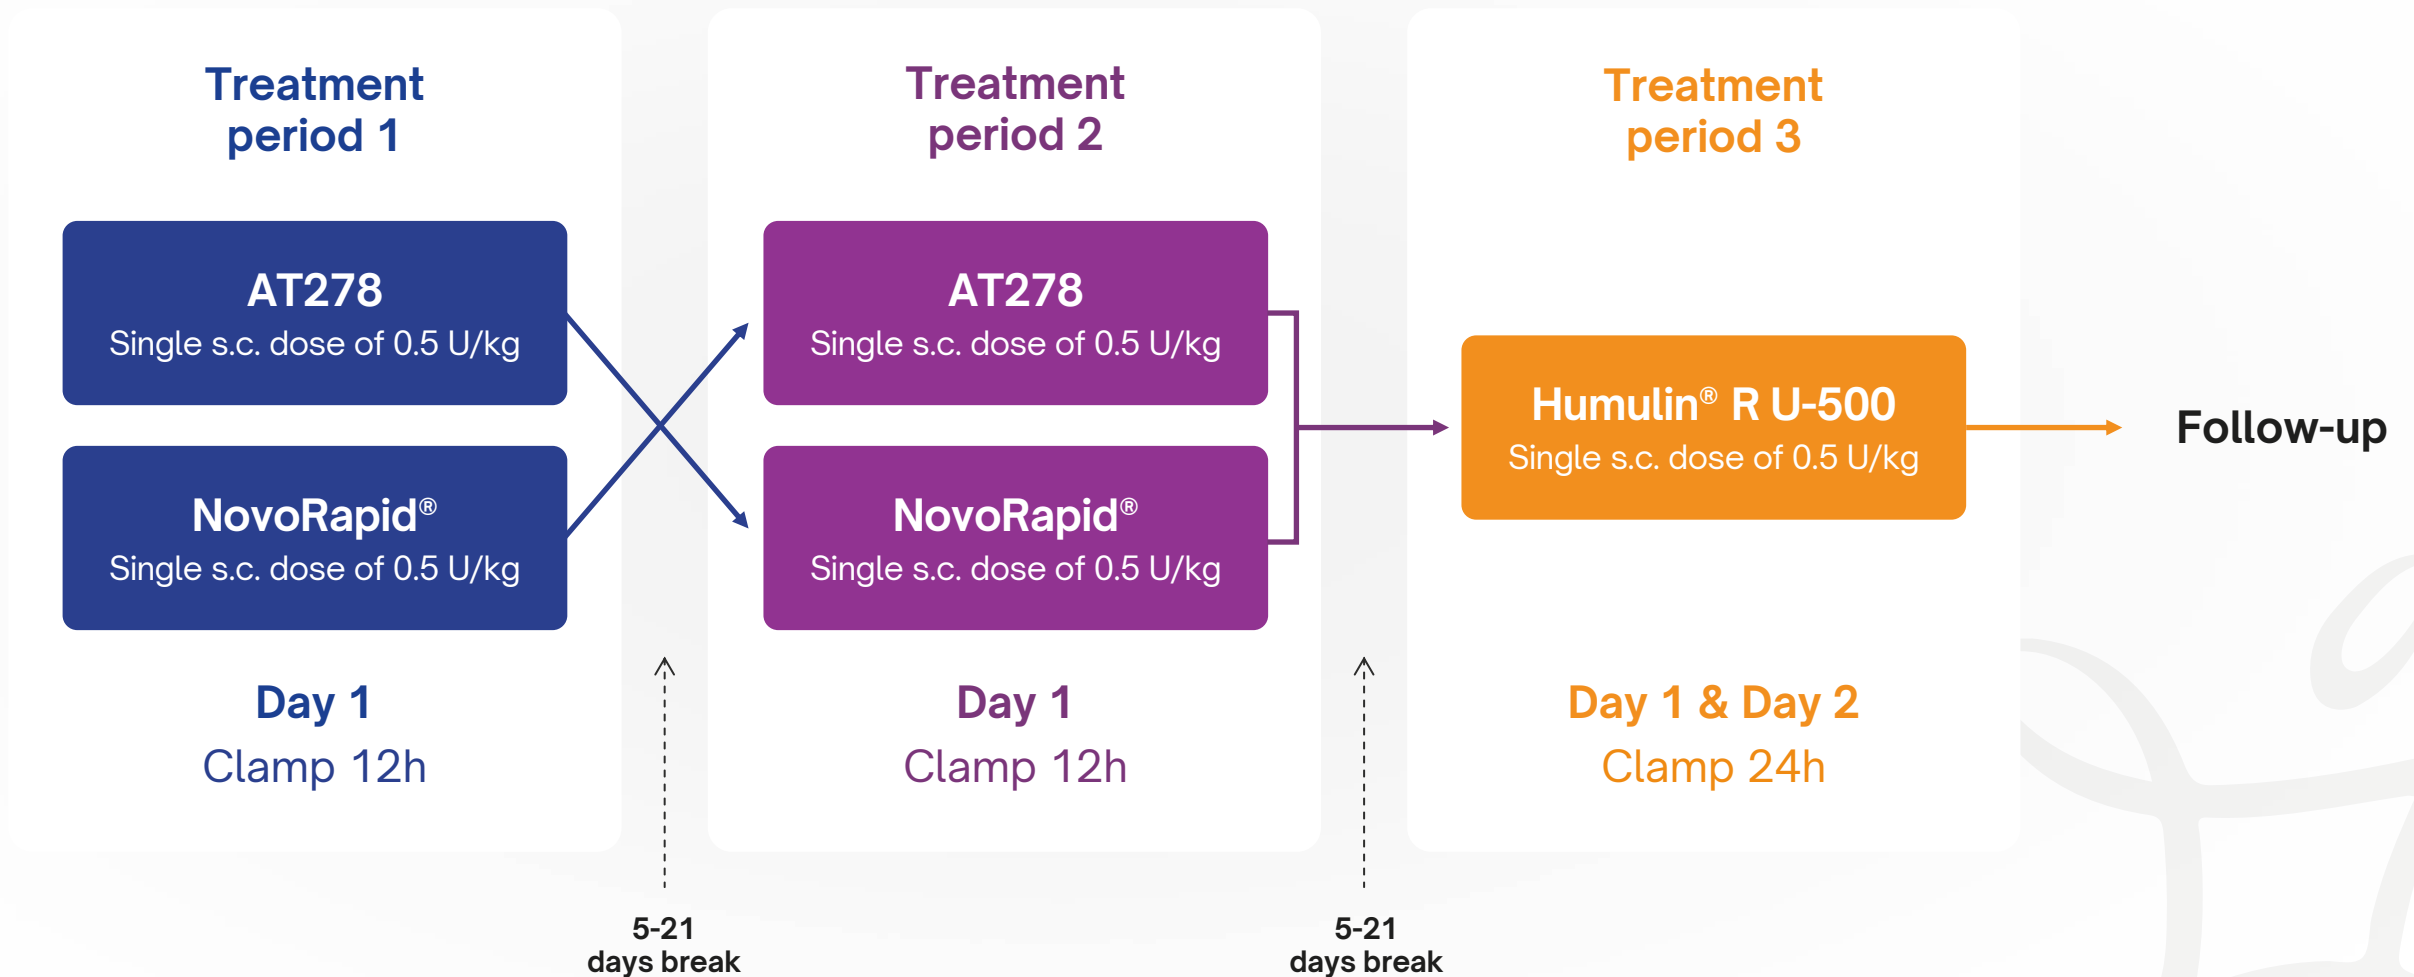 Treatment
period 1
AT278
Single s.c. dose of 0.5 U/kg
NovoRapid®
Single s.c. dose of 0.5 U/kg
Day 1
Clamp 12h
5-21
days break
Treatment
period 2
AT278
Single s.c. dose of 0.5 U/kg
NovoRapid®
Single s.c. dose of 0.5 U/kg
Day 1
Clamp 12h
5-21
days break
Treatment
period 3
Humulin® R U-500
Single s.c. dose of 0.5 U/kg
Day 1 & Day 2
Clamp 24h
Follow-up